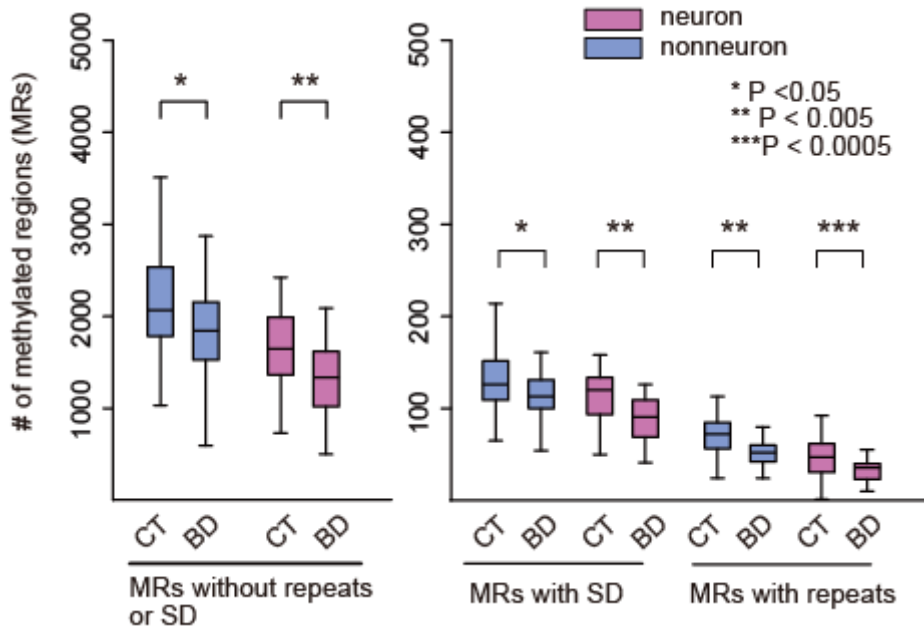 # of methylated regions (MRs)
5000
4000
3000
2000
1000
*
**
CT
BD
CT
BD
MRs without repeats
or SD
neuron
nonneuron
* P <0.05
** P < 0.005
***P < 0.0005
500
400
300
200
100
*
**
**
***
CT
BD
CT
BD
CT
BD
CT
BD
MRs with SD
MRs with repeats